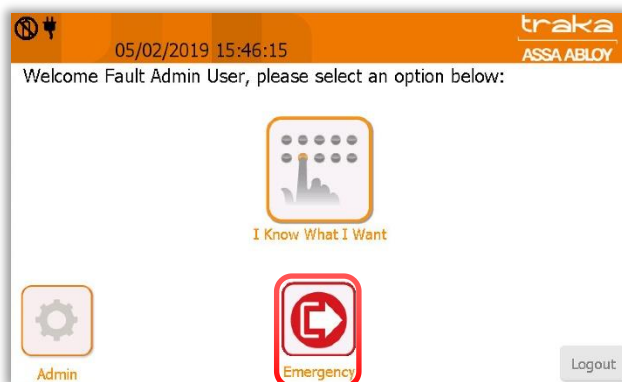 traka
05/02/2019 15:46:15
ASSA ABLOY
Welcome Fault Admin User, please select an option below:
I Know What I Want
Admin
Emergency
Logout